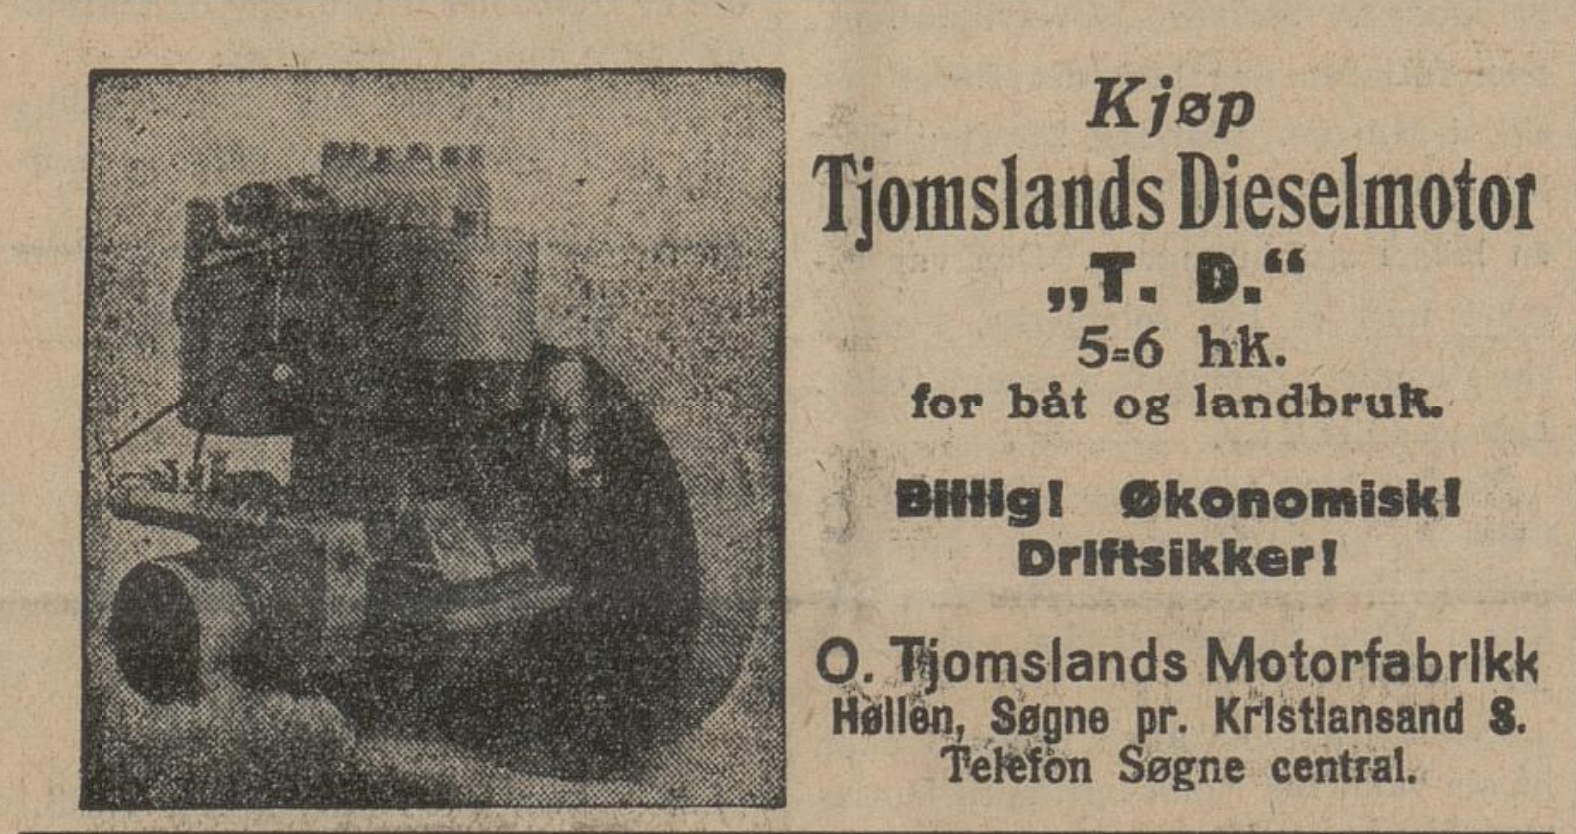 Kjøp
Tjomslands Dieselmotor
„T. D.“
5-6 hk.
for båt og landbruk.
Billig! Økonomisk!
Driftsikker!
O. Tjomslands Motorfabrikk
Høllen, Søgne pr. Kristiansand S.
Telefon Søgne central.